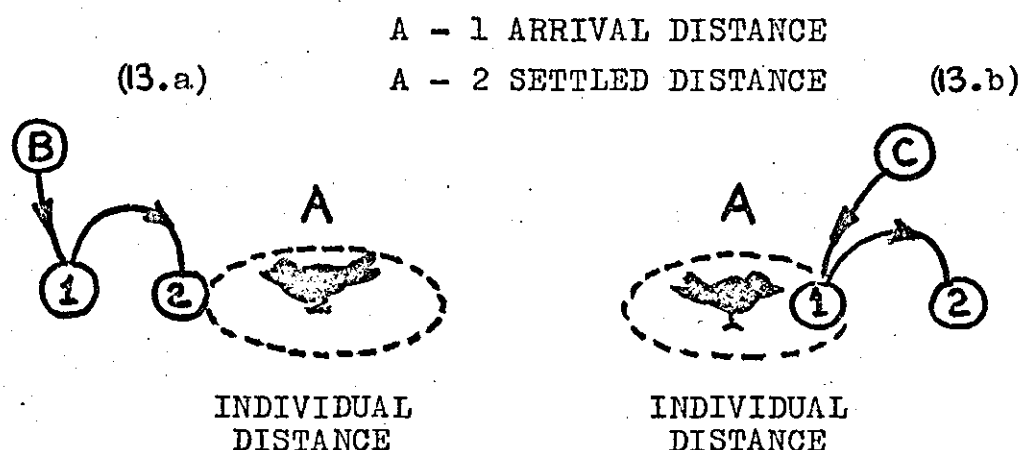 A - 1 ARRIVAL DISTANCE
(13.a) A - 2 SETTLED DISTANCE (13.b)
B C
A A
1 2 1 2
INDIVIDUAL INDIVIDUAL
DISTANCE DISTANCE